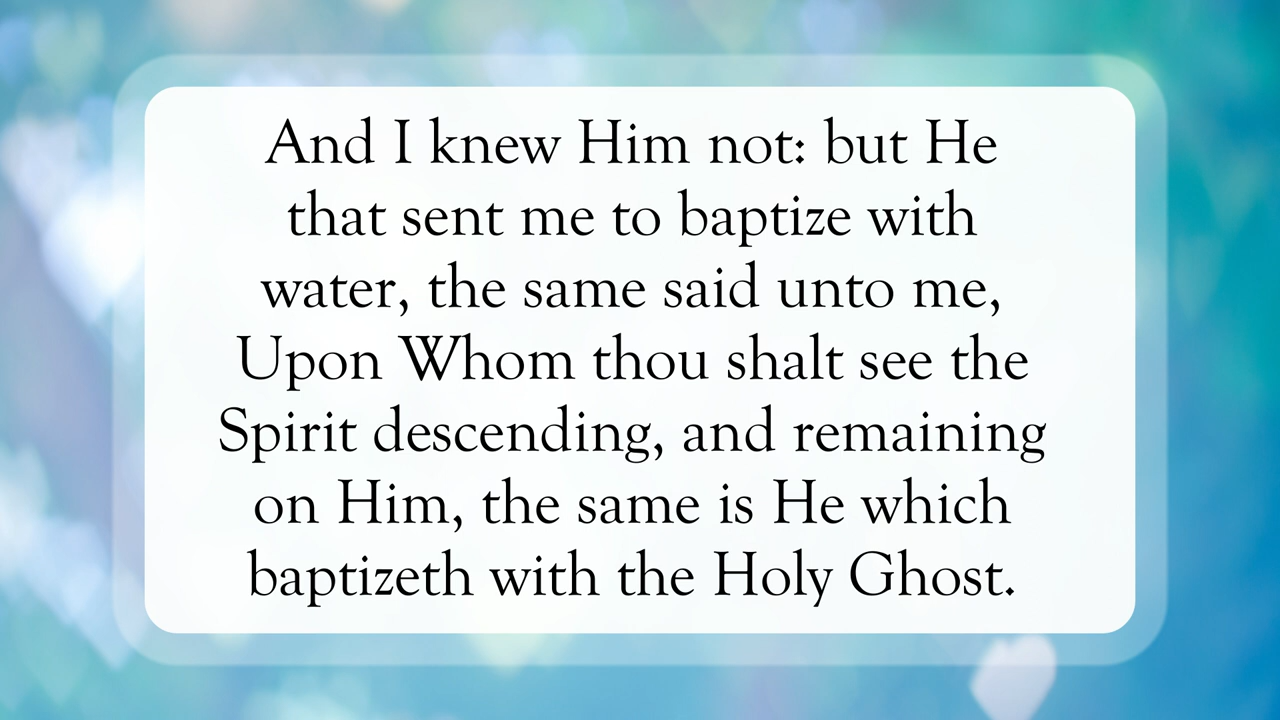 And I knew Him not: but He
that sent me to baptize with
water, the same said unto me,
Upon Whom thou shalt see the
Spirit descending, and remaining
on Him, the same is He which
baptizeth with the Holy Ghost.